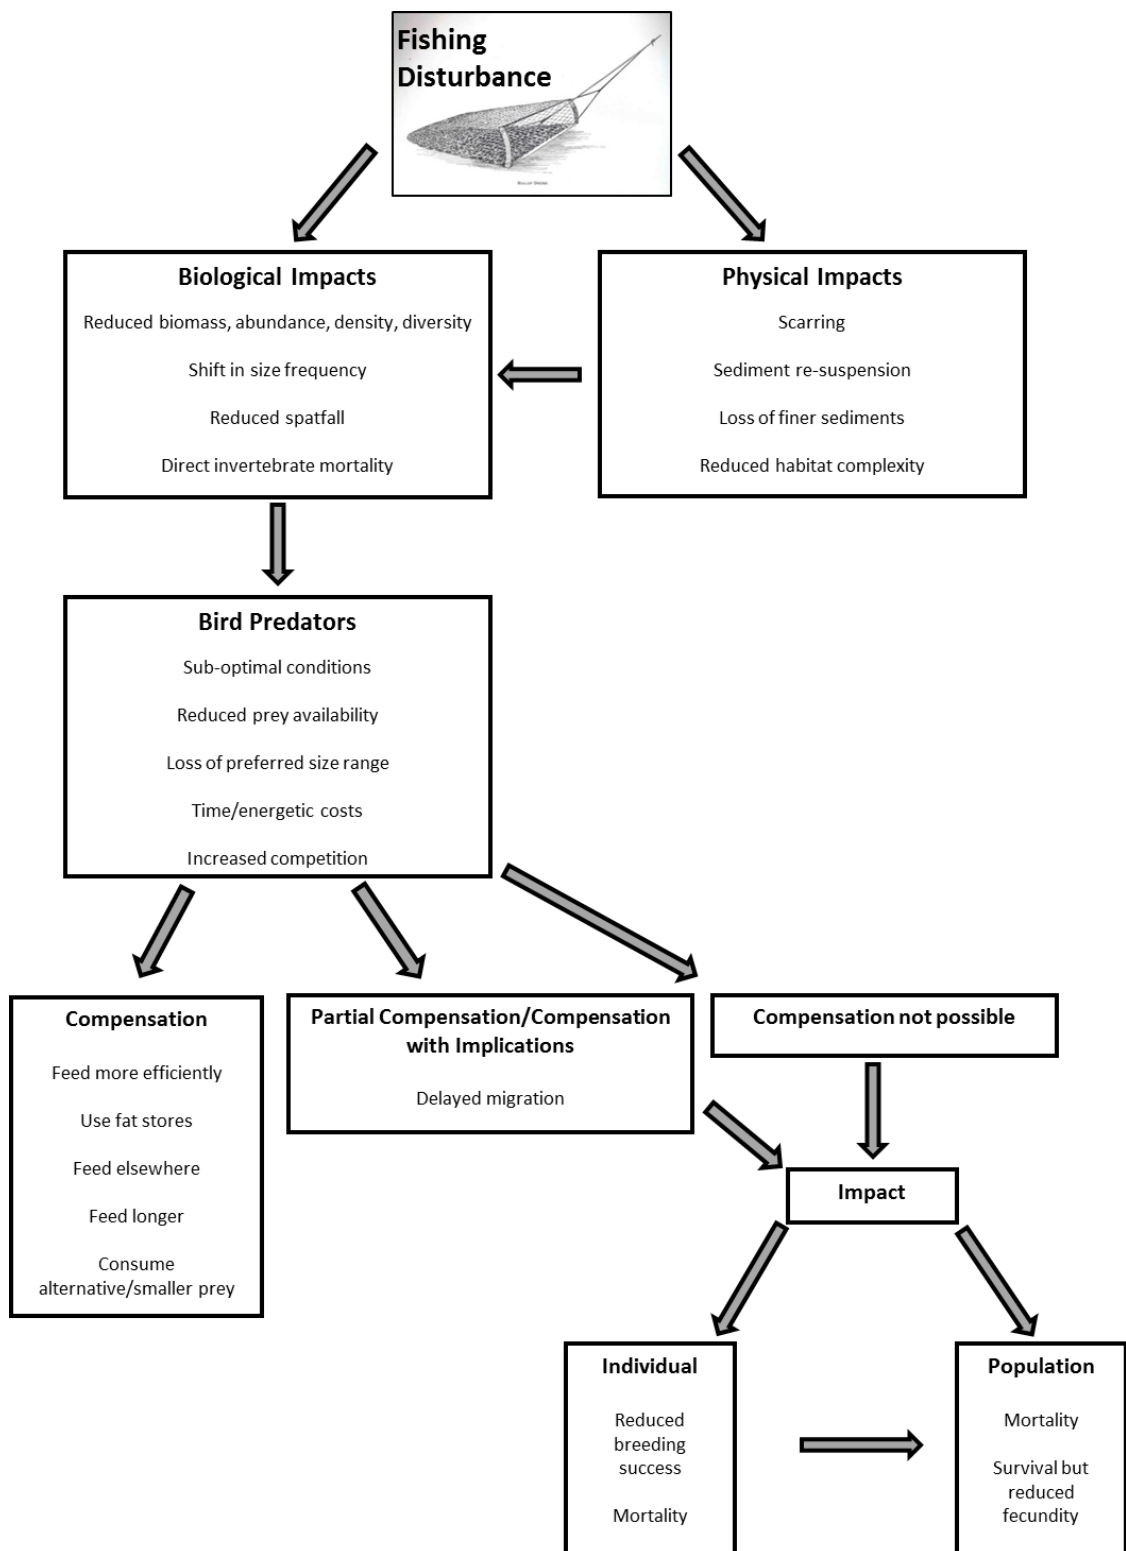 Fishing
Disturbance
Biological Impacts
Reduced biomass, abundance, density, diversity
Shift in size frequency
Reduced spatfall
Direct invertebrate mortality
Physical Impacts
Scarring
Sediment re-suspension
Loss of finer sediments
Reduced habitat complexity
Bird Predators
Sub-optimal conditions
Reduced prey availability
Loss of preferred size range
Time/energetic costs
Increased competition
Compensation
Feed more efficiently
Use fat stores
Feed elsewhere
Feed longer
Consume
alternative/smaller prey
Partial Compensation/Compensation
with Implications
Delayed migration
Compensation not possible
Impact
Individual
Reduced
breeding
success
Mortality
Population
Mortality
Survival but
reduced
fecundity